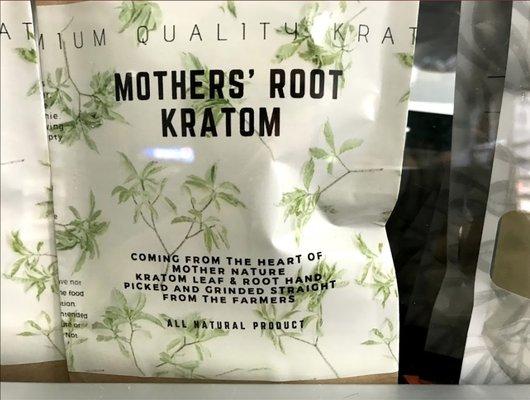 MIUM QUALITY KRAT
MOTHERS' ROOT
KRATOM
COMING FROM THE HEART OF
MOTHER NATURE
KRATOM LEAF & ROOT HAND
PICKED AND GRINDED STRAIGHT
FROM THE FARMERS
ALL NATURAL PRODUCT